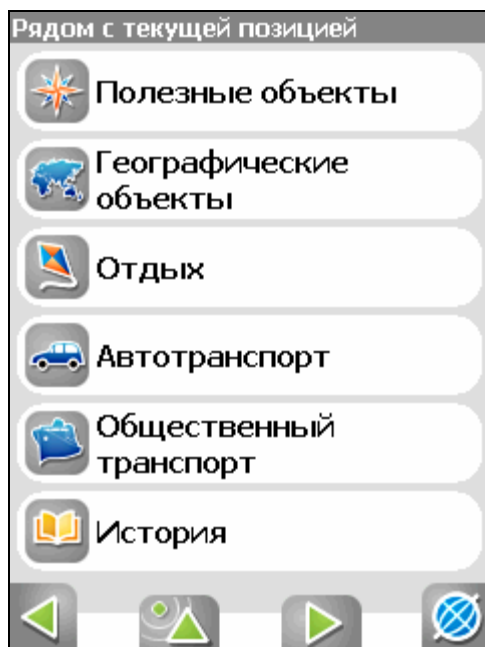 Рядом с текущей позицией
Полезные объекты
Географические
объекты
Отдых
Автотранспорт
Общественный
транспорт
История